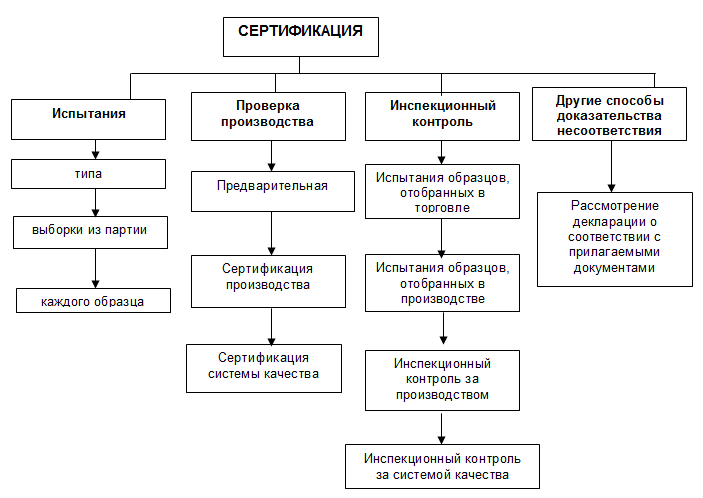 СЕРТИФИКАЦИЯ
Испытания
Проверка
производства
Инспекционный
контроль
Другие способы
доказательства
несоответствия
типа
выборки из партии
каждого образца
Предварительная
Сертификация
производства
Сертификация
системы качества
Испытания образцов,
отобранных в
торговле
Испытания образцов,
отобранных в
производстве
Инспекционный
контроль за
производством
Инспекционный контроль
за системой качества
Рассмотрение
декларации о
соответствии с
прилагаемыми
документами